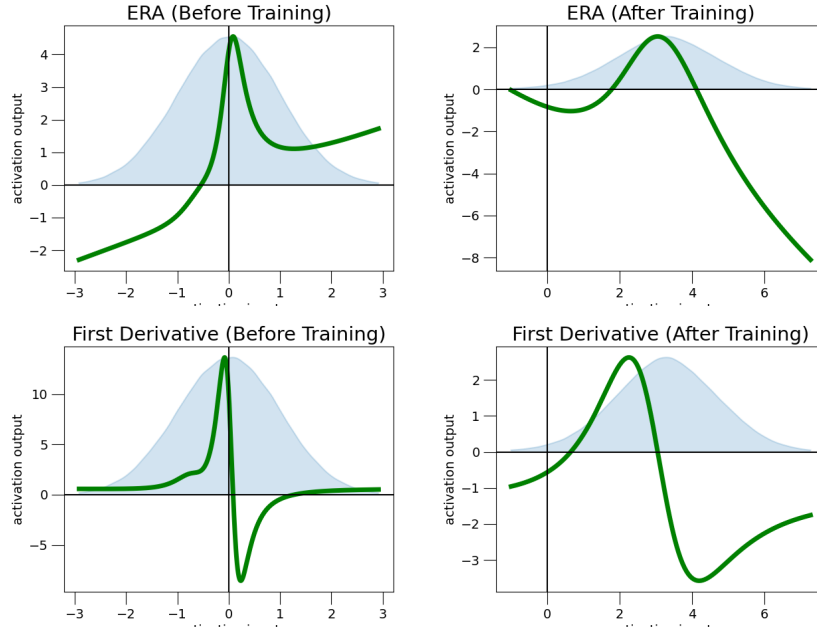 ERA (Before Training)
activation output
4
3
2
1
0
−1
−2
−3 −2 −1 0 1 2 3
ERA (After Training)
activation output
2
0
−2
−4
−6
−8
0 2 4 6
First Derivative (Before Training)
activation output
10
5
0
−5
−3 −2 −1 0 1 2 3
First Derivative (After Training)
activation output
2
1
0
−1
−2
−3
0 2 4 6